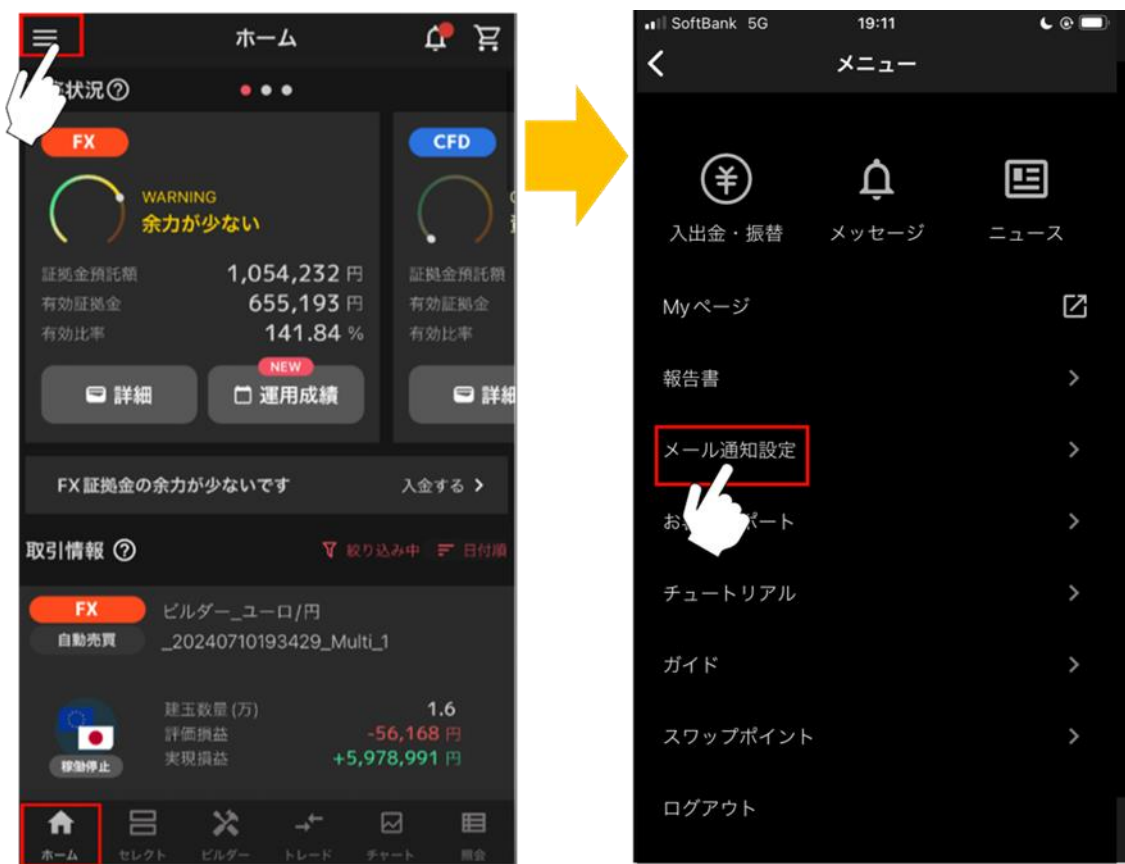 ホーム
状況?
FX
WARNING
余力が少ない
証拠金預託額 1,054,232 円
有効証拠金 655,193 円
有効比率 141.84 %
詳細
NEW
運用成績
CFD
証拠金預託額
有効証拠金
有効比率
詳細
FX証拠金の余力が少ないです 入金する >
取引情報 ?
絞り込み中 日付順
FX
自動売買
ビルダー_ユーロ/円
_20240710193429_Multi_1
建玉数量(万) 1.6
評価損益 -56,168 円
実現損益 +5,978,991 円
稼働停止
ホーム セレクト ビルダー トレード チャート 照会
SoftBank 5G 19:11
メニュー
入出金・振替 メッセージ ニュース
Myページ
報告書
メール通知設定
ポート
チュートリアル
ガイド
スワップポイント
ログアウト